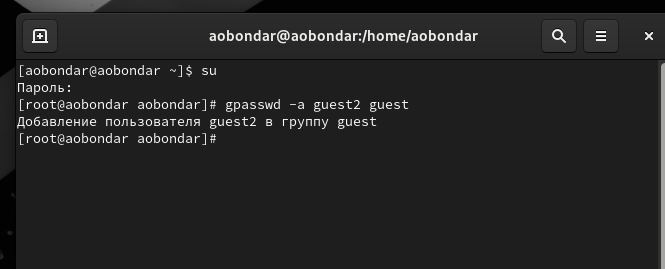 aobondar@aobondar:/home/aobondar
[aobondar@aobondar ~]$ su
Пароль:
[root@aobondar aobondar]# gpasswd -a guest2 guest
Добавление пользователя guest2 в группу guest
[root@aobondar aobondar]#